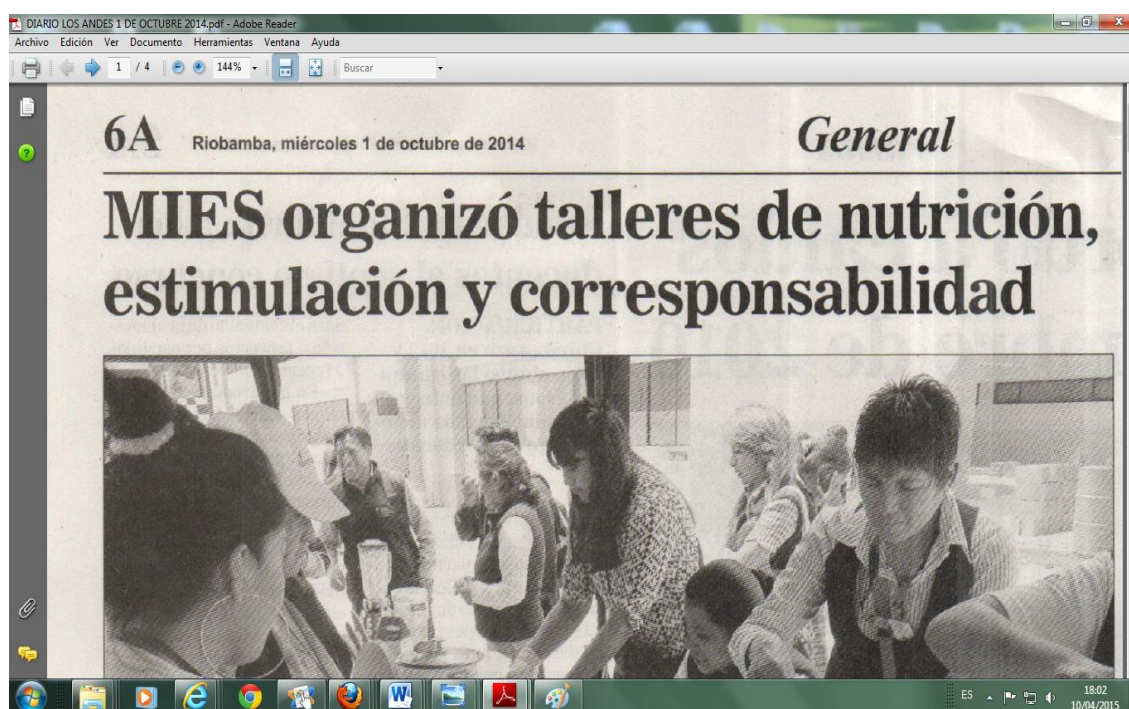 DIARIO LOS ANDES 1 DE OCTUBRE 2014.pdf - Adobe Reader
Archivo Edición Ver Documento Herramientas Ventana Ayuda
1 / 4 144% Buscar
6A Riobamba, miércoles 1 de octubre de 2014 General
MIES organizó talleres de nutrición,
estimulación y corresponsabilidad
ES 18:02
10/04/2015